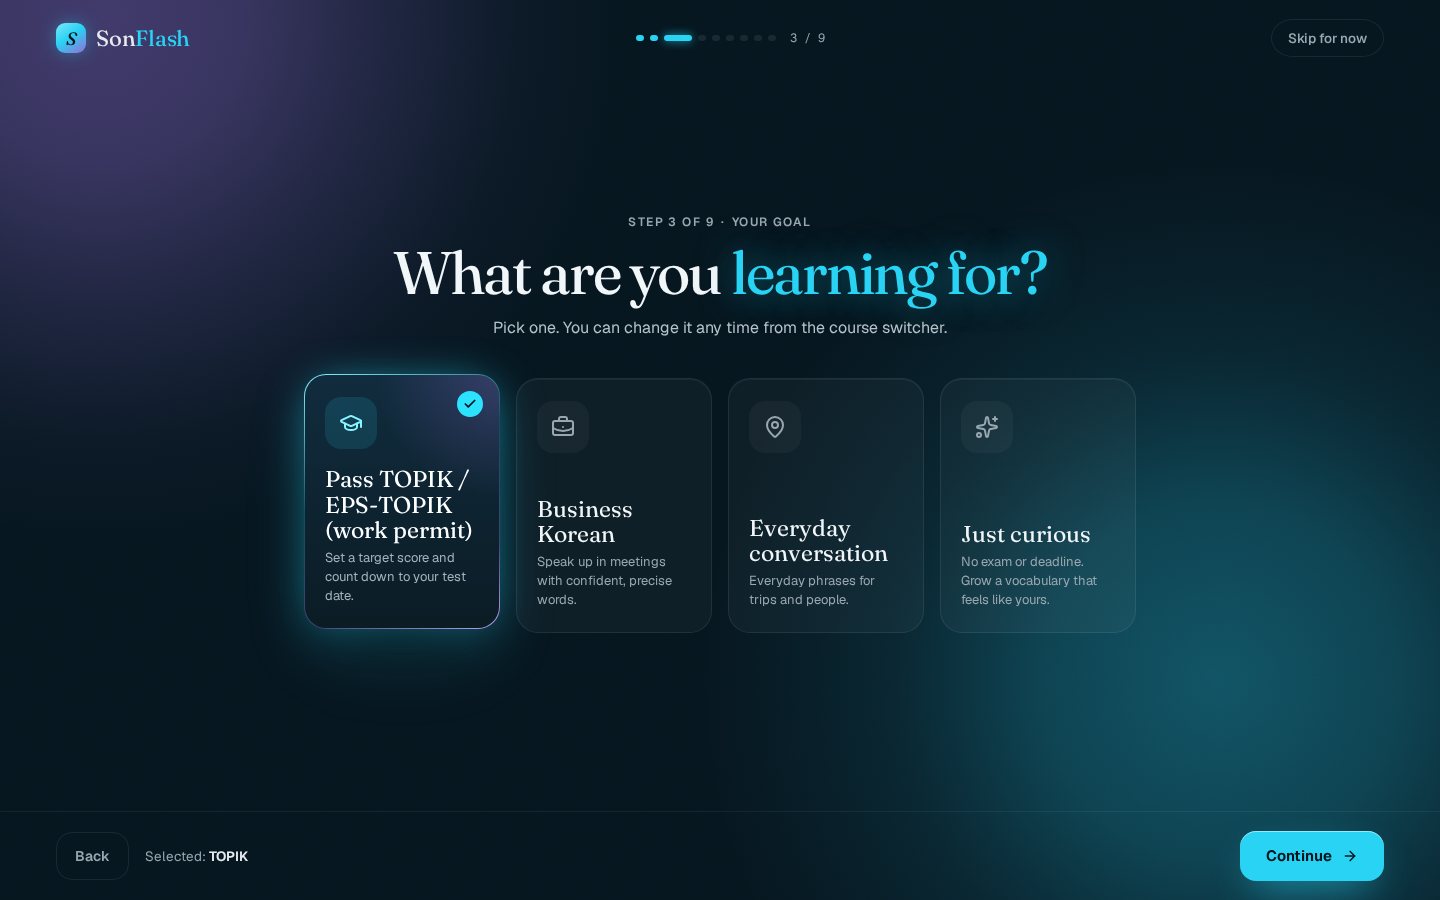 S SonFlash
3 / 9
Skip for now
STEP 3 OF 9 · YOUR GOAL
What are you learning for?
Pick one. You can change it any time from the course switcher.
Pass TOPIK /
EPS-TOPIK
(work permit)
Set a target score and
count down to your test
date.
Business
Korean
Speak up in meetings
with confident, precise
words.
Everyday
conversation
Everyday phrases for
trips and people.
Just curious
No exam or deadline.
Grow a vocabulary that
feels like yours.
Back
Selected: TOPIK
Continue